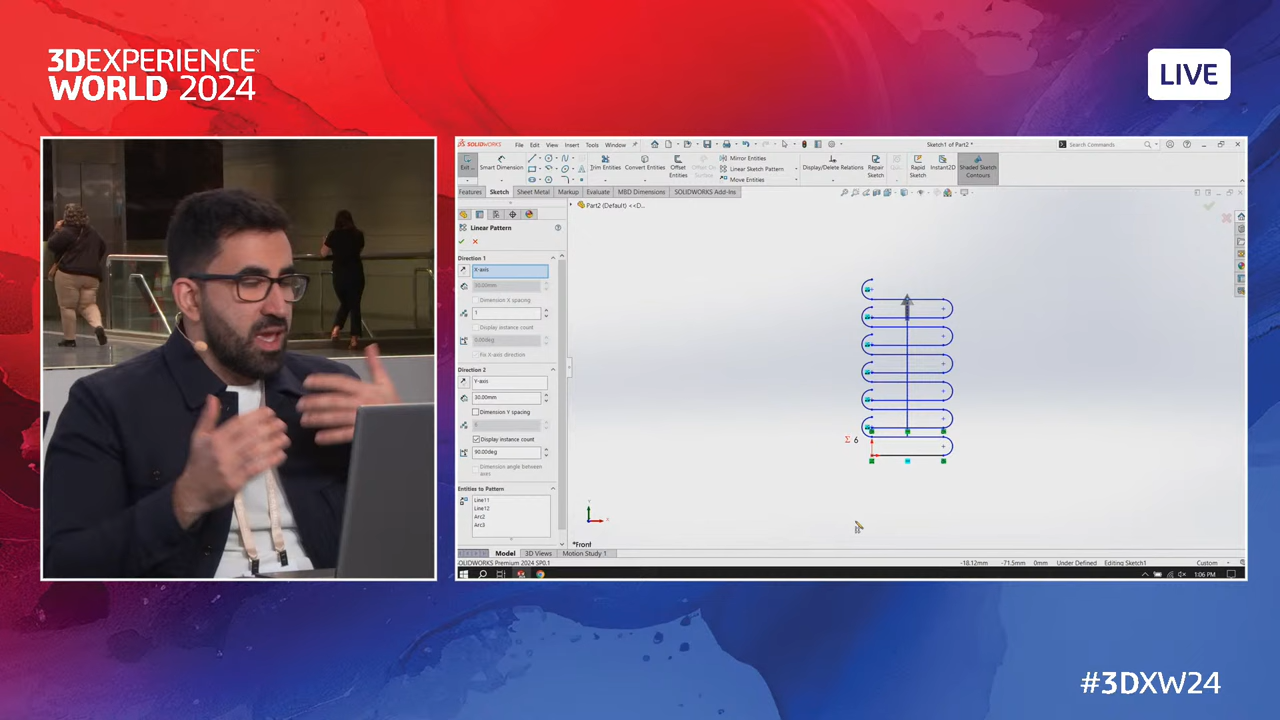 3DEXPERIENCE
WORLD 2024
LIVE
SOLIDWORKS
File Edit View Insert Tools Window
Sketch1 of Part2 *
Search Commands
Exit...
Smart Dimension
Trim Entities
Convert Entities
Offset Entities
Mirror Entities
Linear Sketch Pattern
Move Entities
Display/Delete Relations
Repair Sketch
Rapid Sketch
Instant2D
Shaded Sketch Contours
Features Sketch Sheet Metal Markup Evaluate MBD Dimensions SOLIDWORKS Add-Ins
Part2 (Default) <<D...
Linear Pattern
Direction 1
X-axis
Dimension X spacing
1
Display instance count
0.00deg
Fix X-axis direction
Direction 2
Y-axis
30.00mm
Dimension Y spacing
6
Display instance count
90.00deg
Dimension angle between axes
Entities to Pattern
Line11
Line12
Arc2
Arc3
Σ 6
*Front
Model 3D Views Motion Study 1
SOLIDWORKS Premium 2024 SP0.1
-18.12mm -71.5mm 0mm Under Defined Editing Sketch1 Custom
1:06 PM
#3DXW24